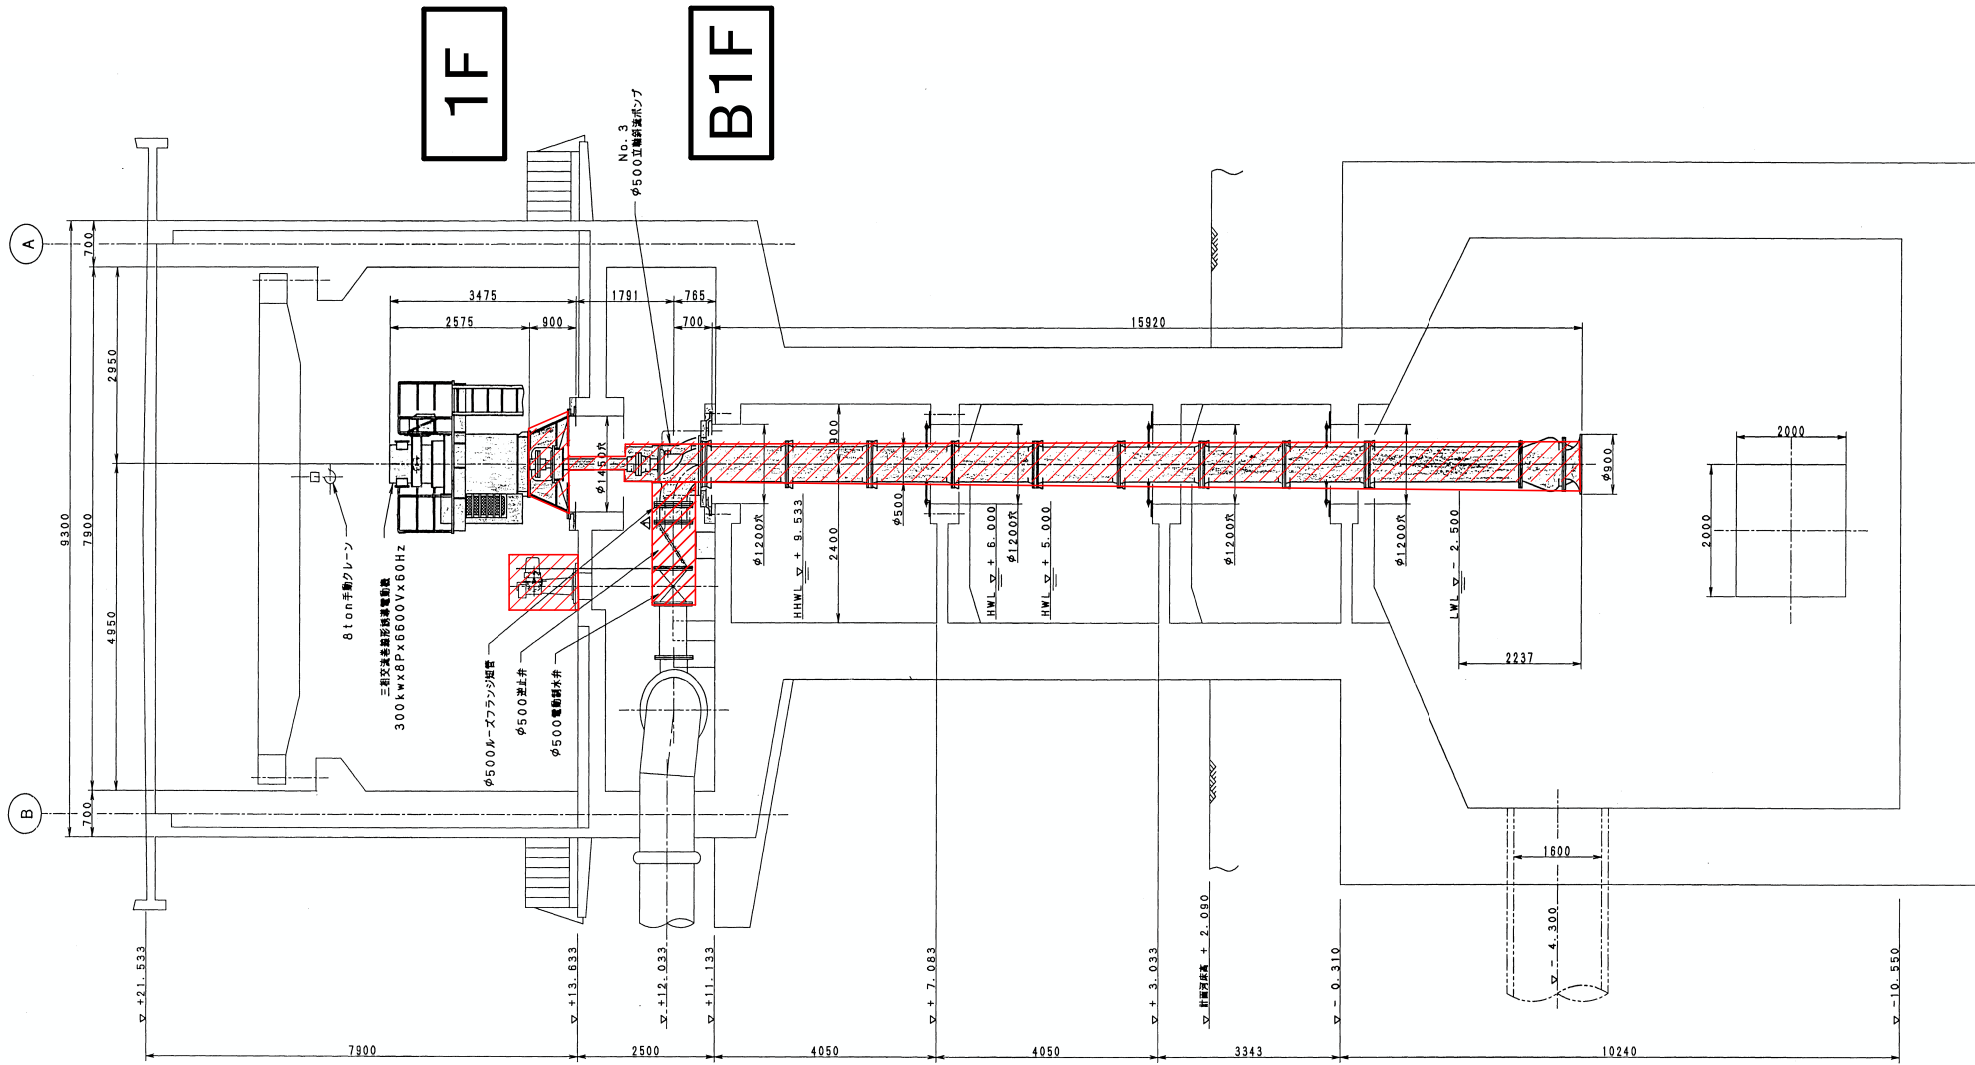 1F
B1F
A
B
No. 3
φ500立軸斜流ポンプ
9300
700
7900
700
2950
4950
3475
1791
765
2575
900
700
15920
φ1450穴
8ton手動クレーン
三相交流巻線形誘導電動機
300kwx8Px6600Vx60Hz
φ500ルーズフランジ短管
φ500逆止弁
φ500電動制水弁
φ1200穴
HHWL ▽ + 9.533
900
2400
φ500
HWL ▽ + 6.000
φ1200穴
HWL ▽ + 5.000
φ1200穴
φ1200穴
LWL ▽ - 2.500
2237
φ900
2000
2000
1600
▽ - 4.300
▽ +21.533
▽ +13.633
▽ +12.033
▽ +11.133
▽ + 7.083
▽ + 3.033
▽ 計画河床高 + 2.090
▽ - 0.310
▽ -10.550
7900
2500
4050
4050
3343
10240